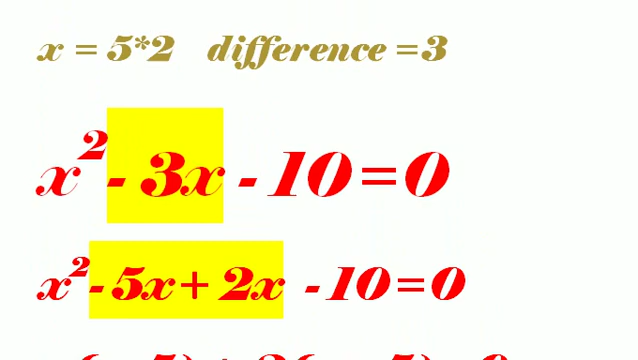 x = 5*2 difference =3
x² - 3x - 10=0
x² - 5x+ 2x - 10=0